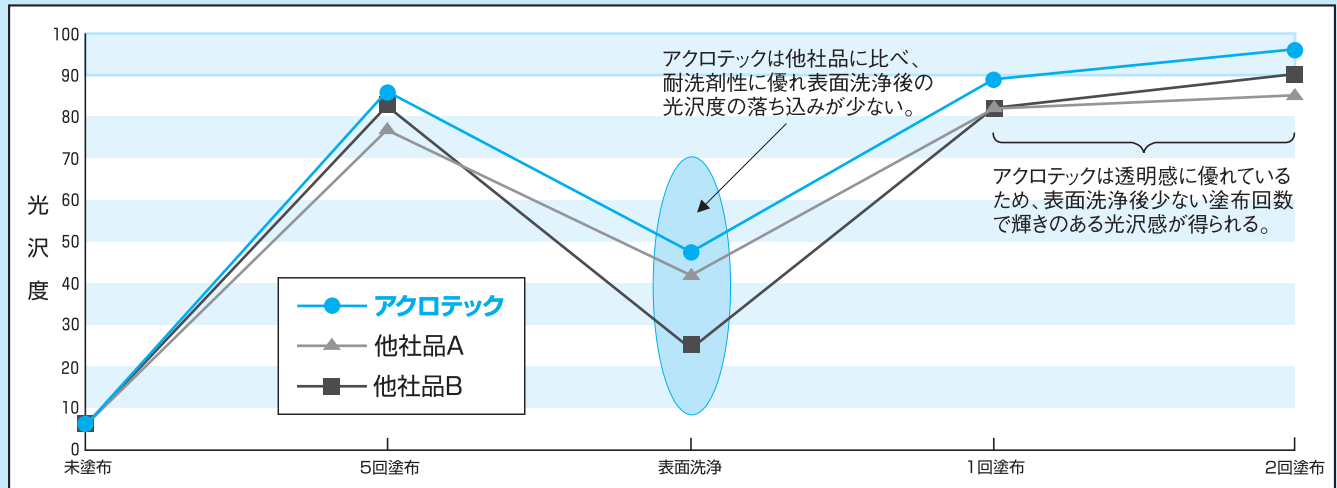 100
90
80
70
60
50
40
30
20
10
0
光沢度
アクロテックは他社品に比べ、
耐洗剤性に優れ表面洗浄後の
光沢度の落ち込みが少ない。
アクロテックは透明感に優れている
ため、表面洗浄後少ない塗布回数
で輝きのある光沢感が得られる。
アクロテック
他社品A
他社品B
未塗布
5回塗布
表面洗浄
1回塗布
2回塗布